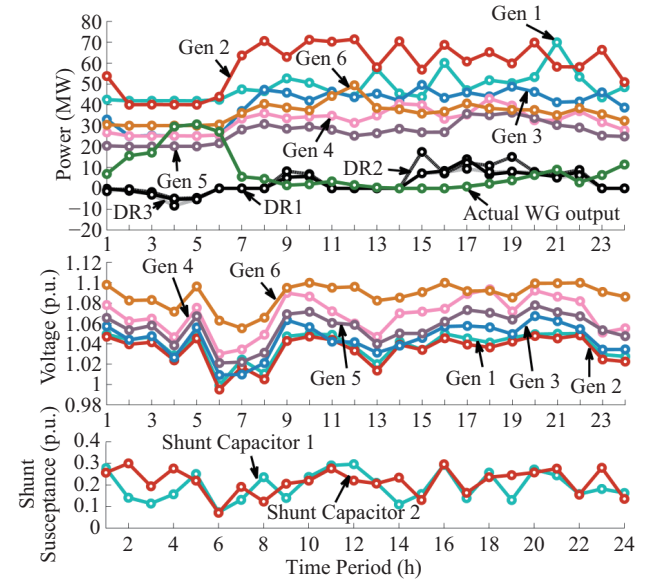 Gen 1
80
70
60
50
40
30
20
10
0
−10
−20
Power (MW)
Gen 2
Gen 6
Gen 3
Gen 4
Gen 5
DR2
DR3
DR1
Actual WG output
1 3 5 7 9 11 13 15 17 19 21 23
1.12
1.1
1.08
1.06
1.04
1.02
1
0.98
Voltage (p.u.)
Gen 4
Gen 6
Gen 5
Gen 1
Gen 3
Gen 2
1 3 5 7 9 11 13 15 17 19 21 23
0.4
0.3
0.2
0.1
0
Shunt
Susceptance (p.u.)
Shunt Capacitor 1
Shunt Capacitor 2
2 4 6 8 10 12 14 16 18 20 22 24
Time Period (h)